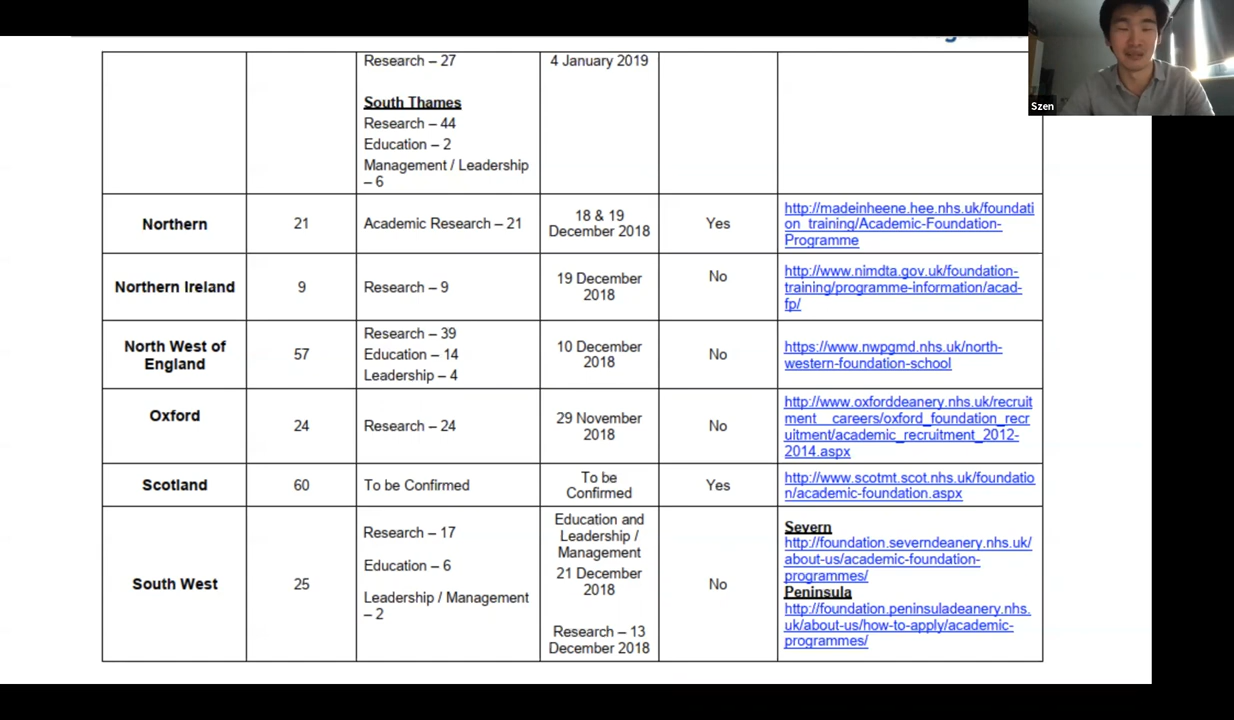 Research – 27
4 January 2019
South Thames
Research – 44
Education – 2
Management / Leadership
– 6
Szen
Northern
21
Academic Research – 21
18 & 19
December 2018
Yes
http://madeinheene.hee.nhs.uk/foundati
on_training/Academic-Foundation-
Programme
Northern Ireland
9
Research – 9
19 December
2018
No
http://www.nimdta.gov.uk/foundation-
training/programme-information/acad-
fp/
North West of
England
57
Research – 39
Education – 14
Leadership – 4
10 December
2018
No
https://www.nwpgmd.nhs.uk/north-
western-foundation-school
Oxford
24
Research – 24
29 November
2018
No
http://www.oxforddeanery.nhs.uk/recruit
ment__careers/oxford_foundation_recr
uitment/academic_recruitment_2012-
2014.aspx
Scotland
60
To be Confirmed
To be
Confirmed
Yes
http://www.scotmt.scot.nhs.uk/foundatio
n/academic-foundation.aspx
South West
25
Research – 17
Education – 6
Leadership / Management
– 2
Education and
Leadership /
Management
21 December
2018
Research – 13
December 2018
No
Severn
http://foundation.severndeanery.nhs.uk/
about-us/academic-foundation-
programmes/
Peninsula
http://foundation.peninsuladeanery.nhs.
uk/about-us/how-to-apply/academic-
programmes/